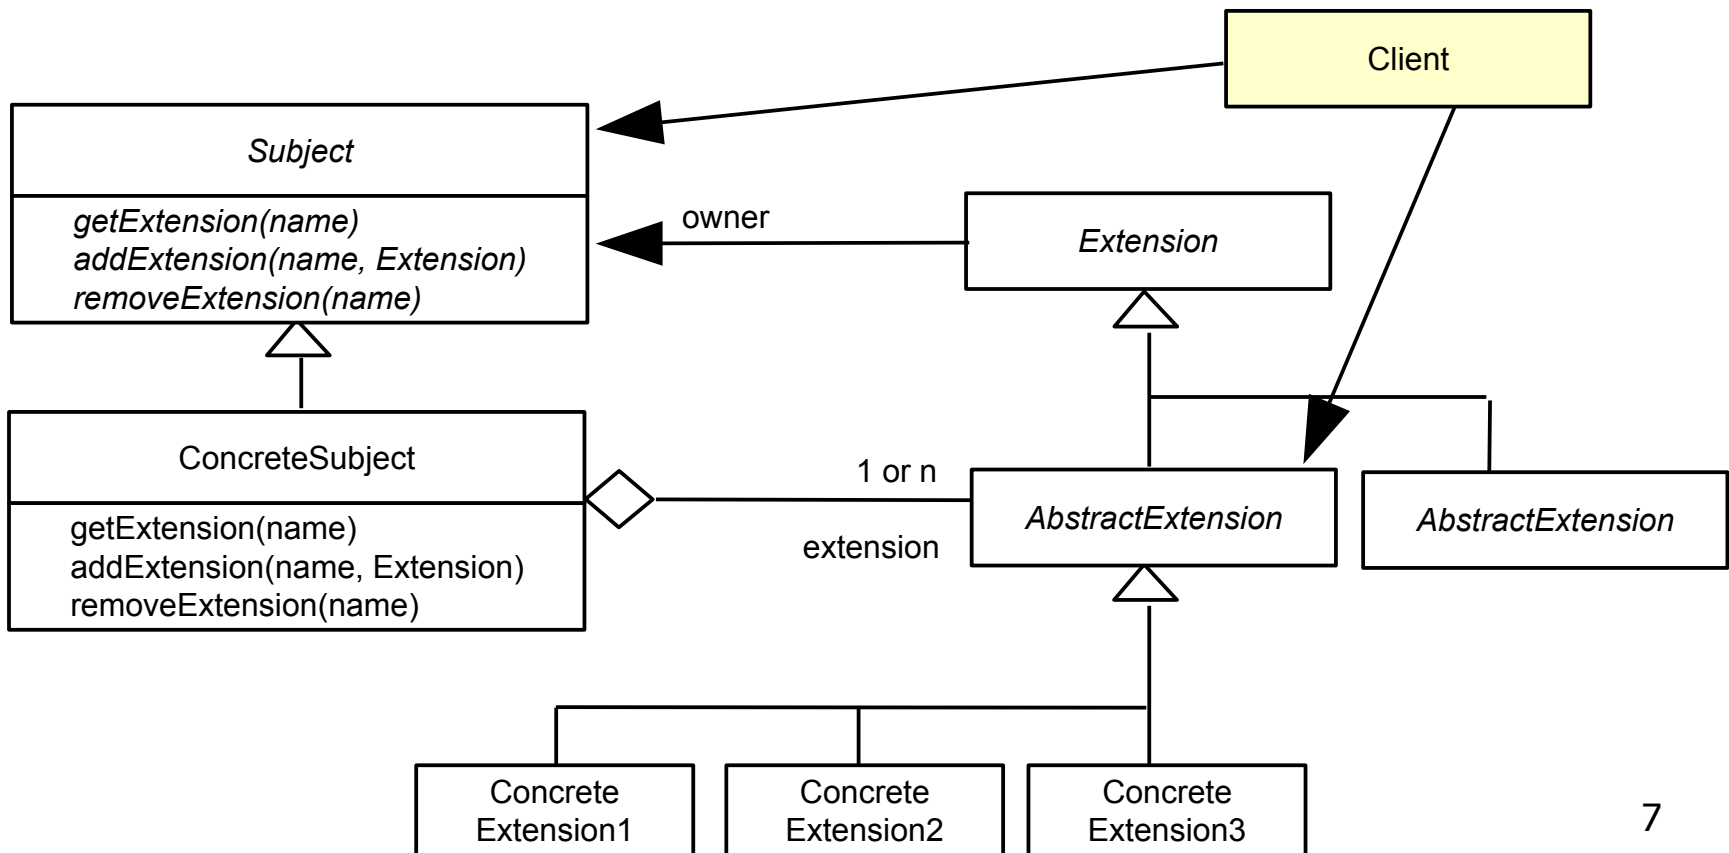 Client
Subject
getExtension(name)
addExtension(name, Extension)
removeExtension(name)
owner
Extension
ConcreteSubject
getExtension(name)
addExtension(name, Extension)
removeExtension(name)
1 or n
extension
AbstractExtension
AbstractExtension
Concrete
Extension1
Concrete
Extension2
Concrete
Extension3
7